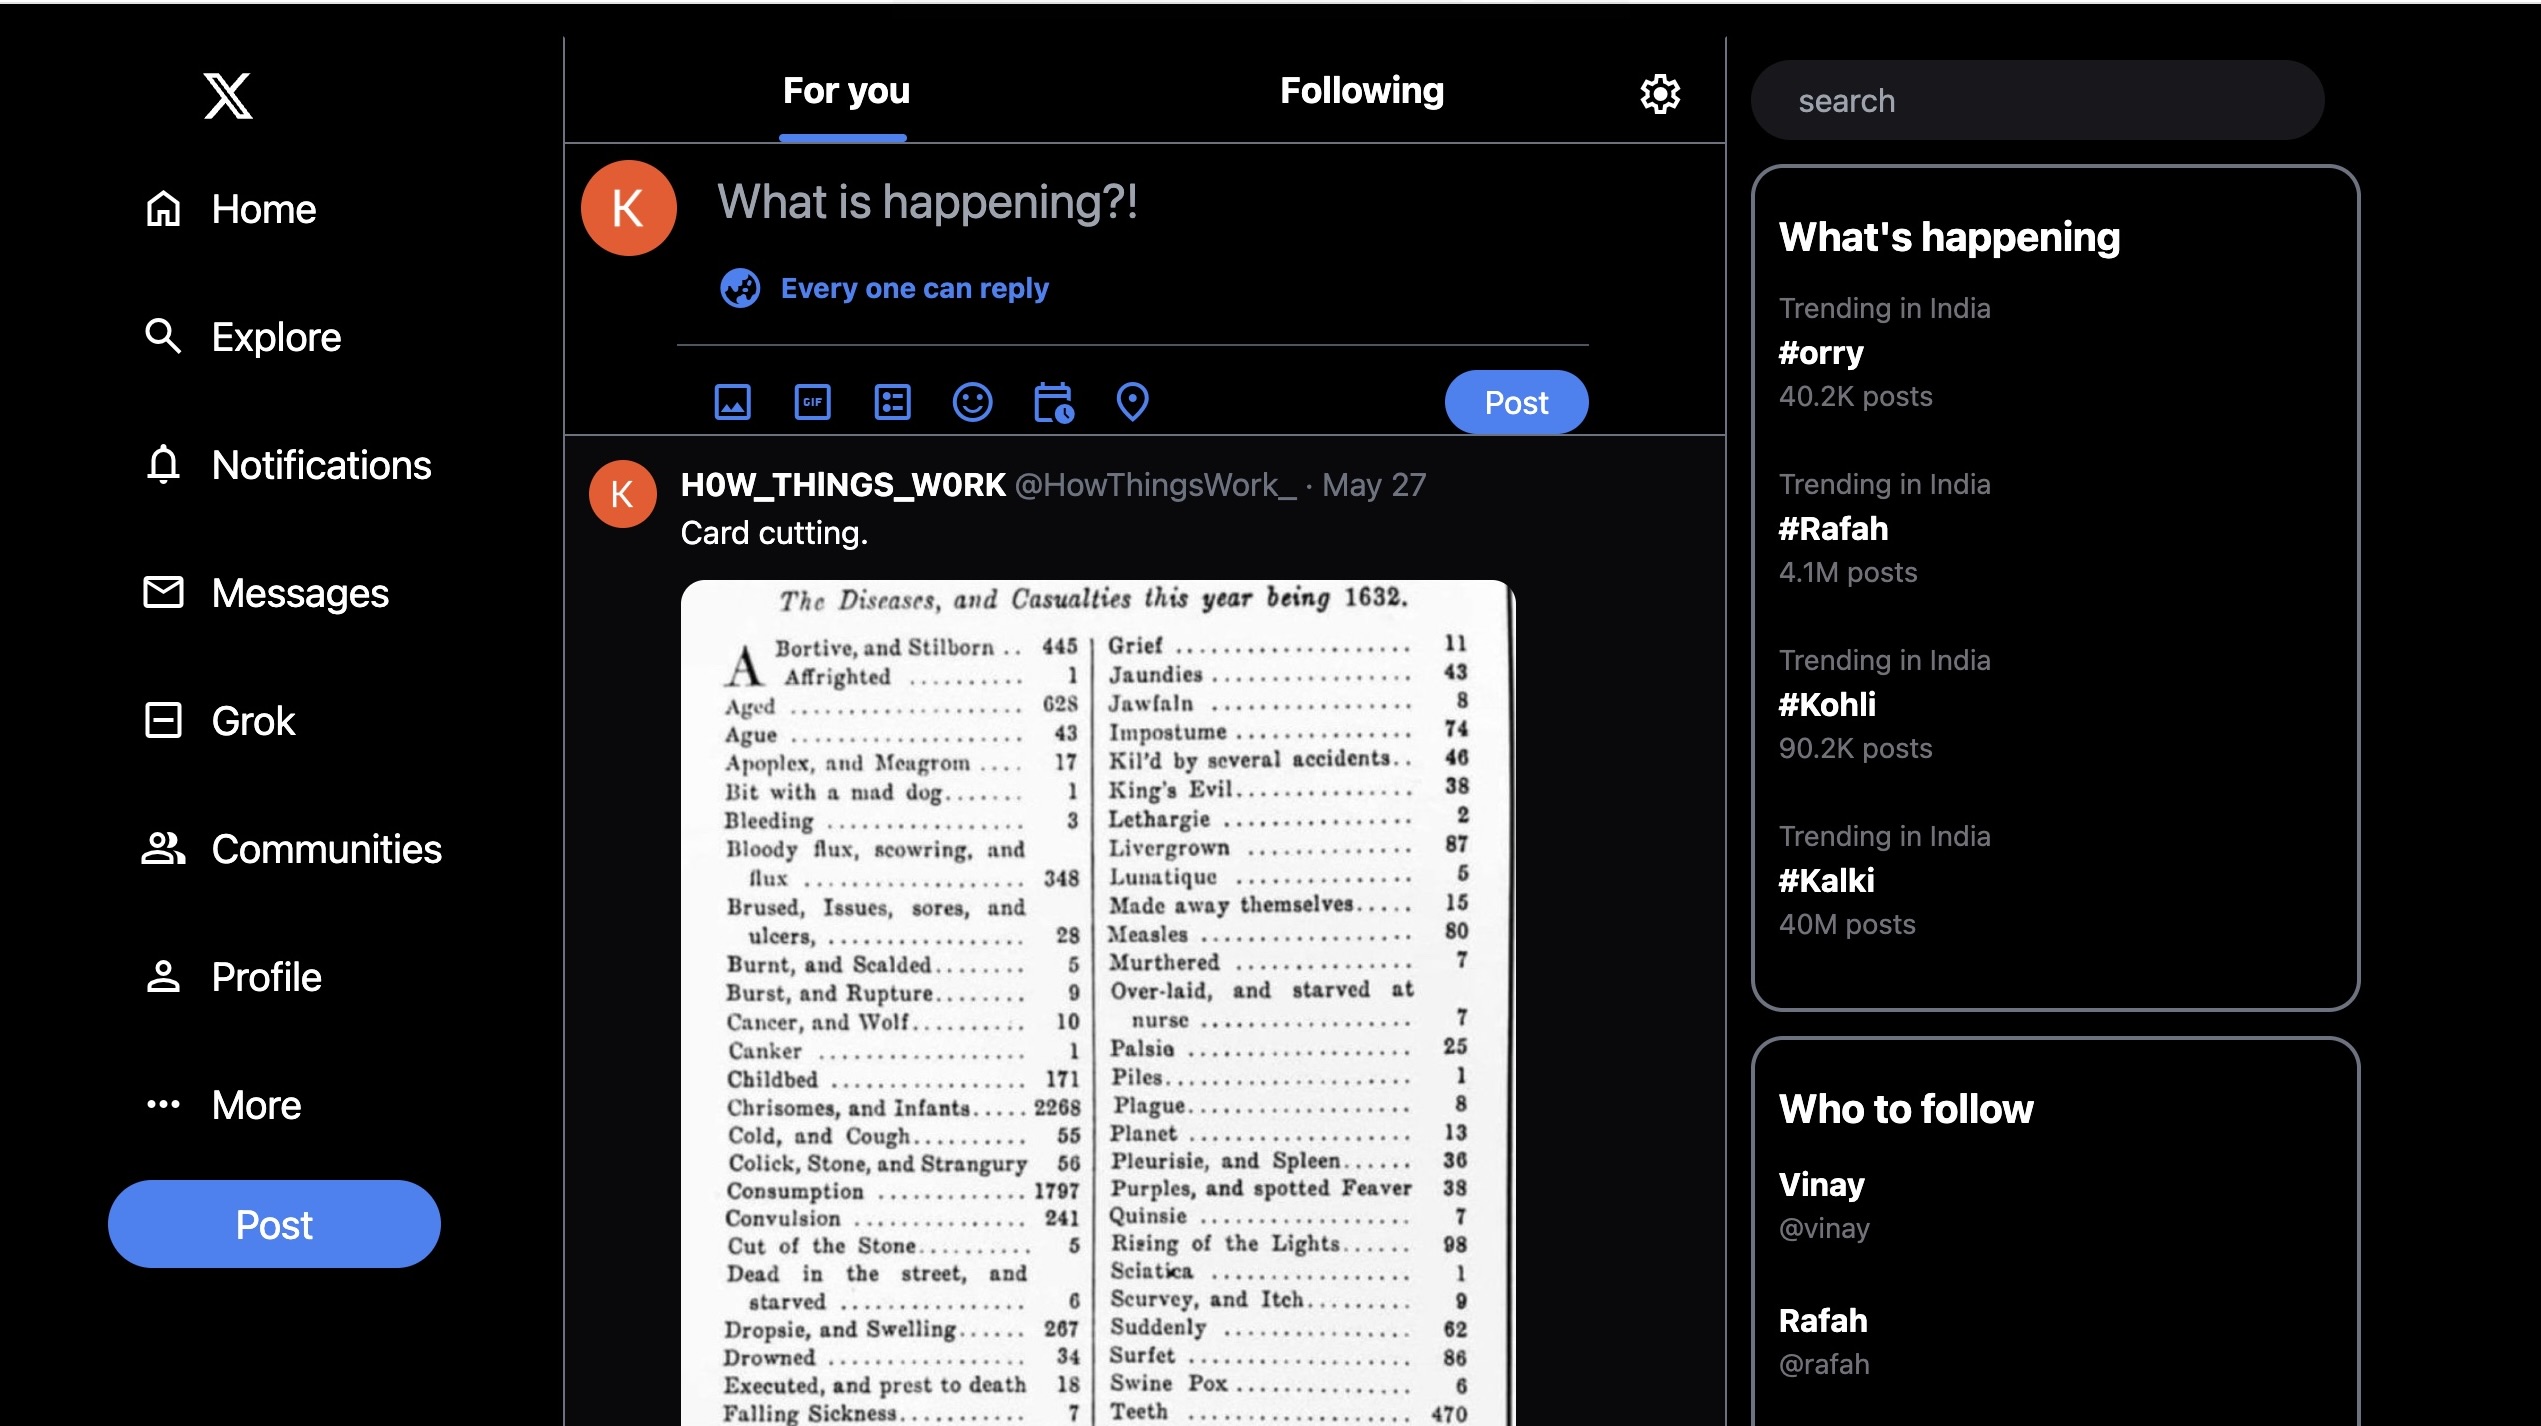 Home
Explore
Notifications
Messages
Grok
Communities
Profile
More
Post
For you Following
K What is happening?!
Every one can reply
GIF
Post
K H0W_THlNGS_W0RK @HowThingsWork_ · May 27
Card cutting.
The Diseases, and Casualties this year being 1632.
A Bortive, and Stilborn .. 445
Affrighted .......... 1
Aged .................... 628
Ague .................... 43
Apoplex, and Meagrom .... 17
Bit with a mad dog....... 1
Bleeding ................. 3
Bloody flux, scowring, and
flux ................... 348
Brused, Issues, sores, and
ulcers, ................. 28
Burnt, and Scalded........ 5
Burst, and Rupture........ 9
Cancer, and Wolf.......... 10
Canker .................. 1
Childbed ................. 171
Chrisomes, and Infants..... 2268
Cold, and Cough.......... 55
Colick, Stone, and Strangury 56
Consumption ............. 1797
Convulsion ............... 241
Cut of the Stone.......... 5
Dead in the street, and
starved ................ 6
Dropsie, and Swelling...... 267
Drowned ................. 34
Executed, and prest to death 18
Falling Sickness........... 7
Grief .................... 11
Jaundies ................. 43
Jawfaln ................. 8
Impostume ............... 74
Kil'd by several accidents.. 46
King's Evil............... 38
Lethargie ................ 2
Livergrown .............. 87
Lunatique ............... 5
Made away themselves..... 15
Measles .................. 80
Murthered ............... 7
Over-laid, and starved at
nurse .................. 7
Palsie ................... 25
Piles..................... 1
Plague................... 8
Planet ................... 13
Pleurisie, and Spleen...... 36
Purples, and spotted Feaver 38
Quinsie .................. 7
Rising of the Lights...... 98
Sciatica ................. 1
Scurvey, and Itch......... 9
Suddenly ................ 62
Surfet ................... 86
Swine Pox ............... 6
Teeth ................... 470
search
What's happening
Trending in India
#orry
40.2K posts
Trending in India
#Rafah
4.1M posts
Trending in India
#Kohli
90.2K posts
Trending in India
#Kalki
40M posts
Who to follow
Vinay
@vinay
Rafah
@rafah